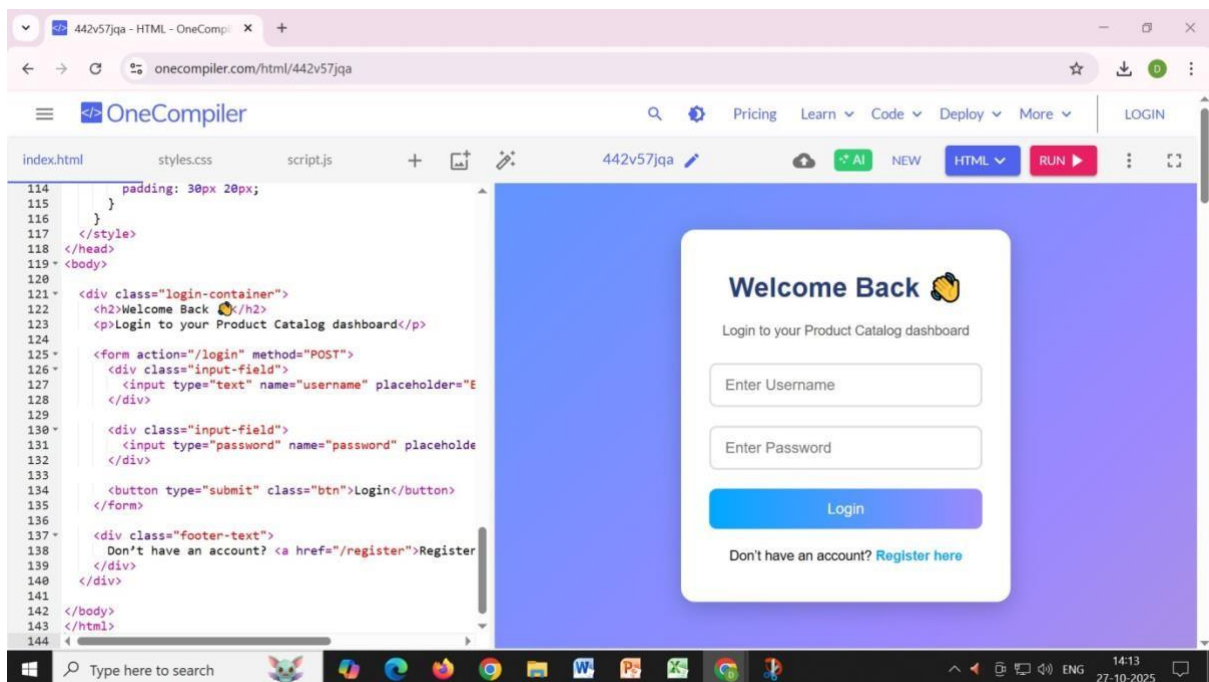 442v57jqa - HTML - OneCompil
onecompiler.com/html/442v57jqa
D
OneCompiler
Pricing Learn Code Deploy More LOGIN
index.html styles.css script.js 442v57jqa AI NEW HTML RUN
114 padding: 30px 20px;
115 }
116 }
117 </style>
118 </head>
119 <body>
120
121 <div class="login-container">
122 <h2>Welcome Back 👋</h2>
123 <p>Login to your Product Catalog dashboard</p>
124
125 <form action="/login" method="POST">
126 <div class="input-field">
127 <input type="text" name="username" placeholder="E
128 </div>
129
130 <div class="input-field">
131 <input type="password" name="password" placeholde
132 </div>
133
134 <button type="submit" class="btn">Login</button>
135 </form>
136
137 <div class="footer-text">
138 Don’t have an account? <a href="/register">Register
139 </div>
140 </div>
141
142 </body>
143 </html>
144
Welcome Back 👋
Login to your Product Catalog dashboard
Enter Username
Enter Password
Login
Don’t have an account? Register here
Type here to search
ENG
14:13
27-10-2025